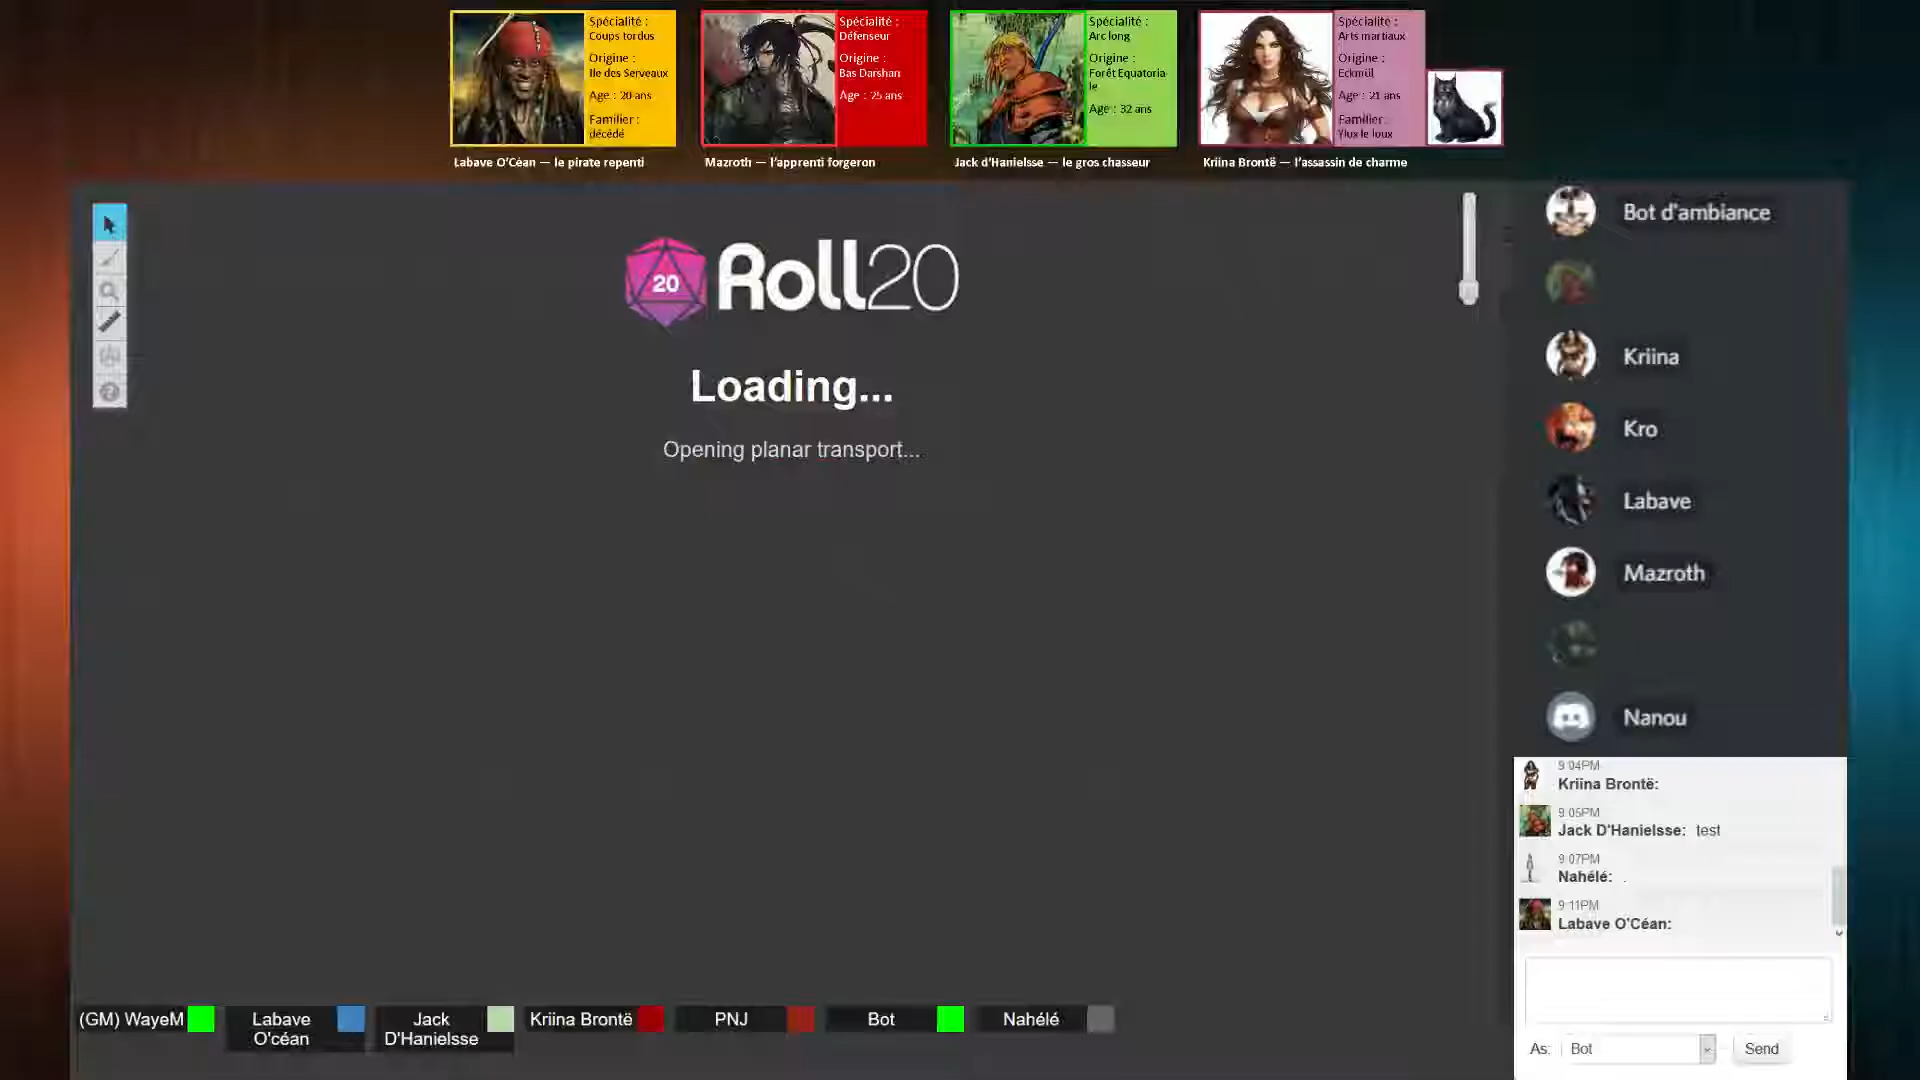 Spécialité :
Coups tordus
Origine :
Ile des Serveaux
Age : 20 ans
Familier :
décédé
Labave O'Céan — le pirate repenti
Spécialité :
Défenseur
Origine :
Bas Darshan
Age : 25 ans
Mazroth — l'apprenti forgeron
Spécialité :
Arc long
Origine :
Forêt Equatoria
le
Age : 32 ans
Jack d'Hanielsse — le gros chasseur
Spécialité :
Arts martiaux
Origine :
Eckmül
Age : 21 ans
Familier :
Ylux le loux
Kriina Brontë — l'assassin de charme
20
Roll20
Loading...
Opening planar transport...
Bot d'ambiance
Kriina
Kro
Labave
Mazroth
Nanou
9:04PM
Kriina Brontë:
9:05PM
Jack D'Hanielsse: test
9:07PM
Nahélé: .
9:11PM
Labave O'Céan:
As: Bot Send
(GM) WayeM
Labave
O'céan
Jack
D'Hanielsse
Kriina Brontë
PNJ
Bot
Nahélé